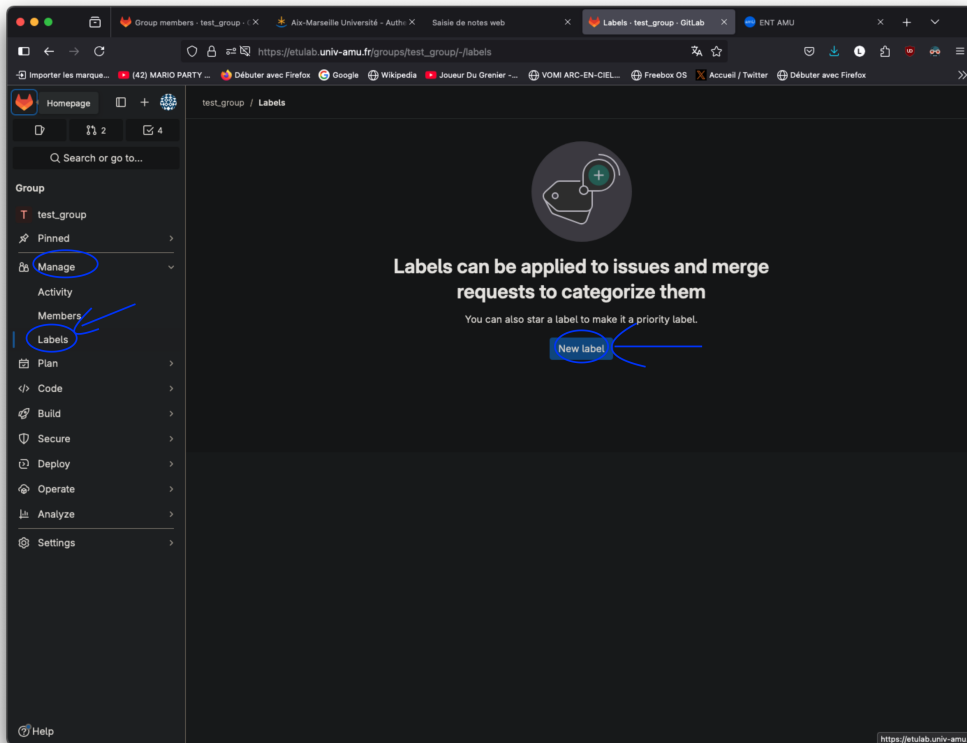 Group members · test_group · G
Aix-Marseille Université - Authe
Saisie de notes web
Labels · test_group · GitLab
ENT AMU
https://etulab.univ-amu.fr/groups/test_group/-/labels
Importer les marque...
(42) MARIO PARTY ...
Débuter avec Firefox
Google
Wikipedia
Joueur Du Grenier -...
VOMI ARC-EN-CIEL...
Freebox OS
Accueil / Twitter
Débuter avec Firefox
Homepage
test_group / Labels
2
4
Search or go to...
Group
T test_group
Pinned
Manage
Activity
Members
Labels
Plan
Code
Build
Secure
Deploy
Operate
Analyze
Settings
Labels can be applied to issues and merge
requests to categorize them
You can also star a label to make it a priority label.
New label
Help
https://etulab.univ-amu